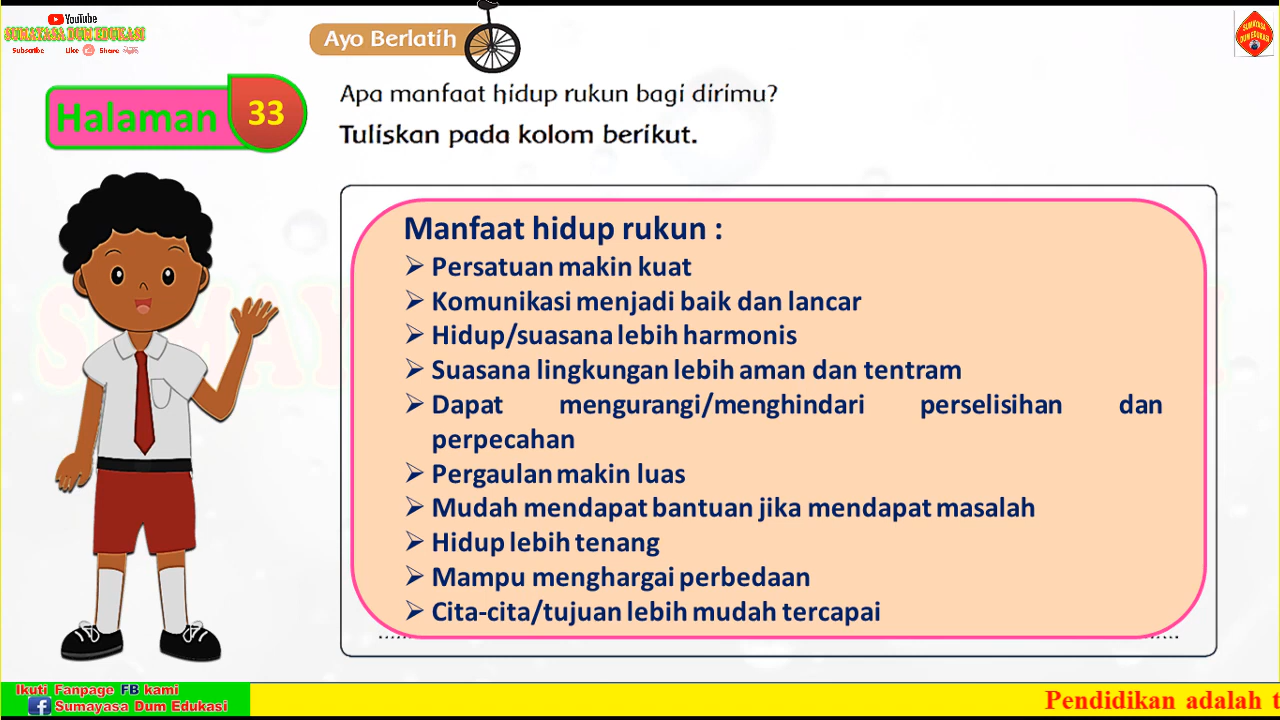 YouTube
SUMAYASA DUM EDUKASI
Subscribe Like Share
Ayo Berlatih
SUMAYASA
DUM EDUKASI
Halaman 33
Apa manfaat hidup rukun bagi dirimu?
Tuliskan pada kolom berikut.
Manfaat hidup rukun :
➢ Persatuan makin kuat
➢ Komunikasi menjadi baik dan lancar
➢ Hidup/suasana lebih harmonis
➢ Suasana lingkungan lebih aman dan tentram
➢ Dapat mengurangi/menghindari perselisihan dan
perpecahan
➢ Pergaulan makin luas
➢ Mudah mendapat bantuan jika mendapat masalah
➢ Hidup lebih tenang
➢ Mampu menghargai perbedaan
➢ Cita-cita/tujuan lebih mudah tercapai
Ikuti Fanpage FB kami
Sumayasa Dum Edukasi
Pendidikan adalah t